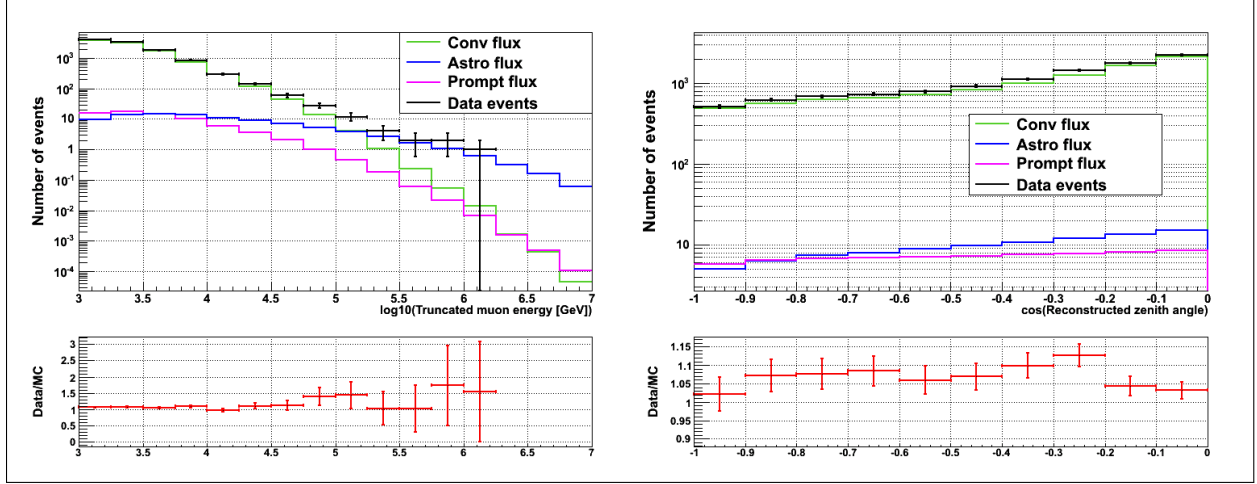 Number of events
10³
10²
10
1
10⁻¹
10⁻²
10⁻³
10⁻⁴
Conv flux
Astro flux
Prompt flux
Data events
3 3.5 4 4.5 5 5.5 6 6.5 7
log10(Truncated muon energy [GeV])
Data/MC
3
2.5
2
1.5
1
0.5
0
3 3.5 4 4.5 5 5.5 6 6.5 7
Number of events
10³
10²
10
Conv flux
Astro flux
Prompt flux
Data events
-1 -0.9 -0.8 -0.7 -0.6 -0.5 -0.4 -0.3 -0.2 -0.1 0
cos(Reconstructed zenith angle)
Data/MC
1.15
1.1
1.05
1.0
0.95
0.9
-1 -0.9 -0.8 -0.7 -0.6 -0.5 -0.4 -0.3 -0.2 -0.1 0